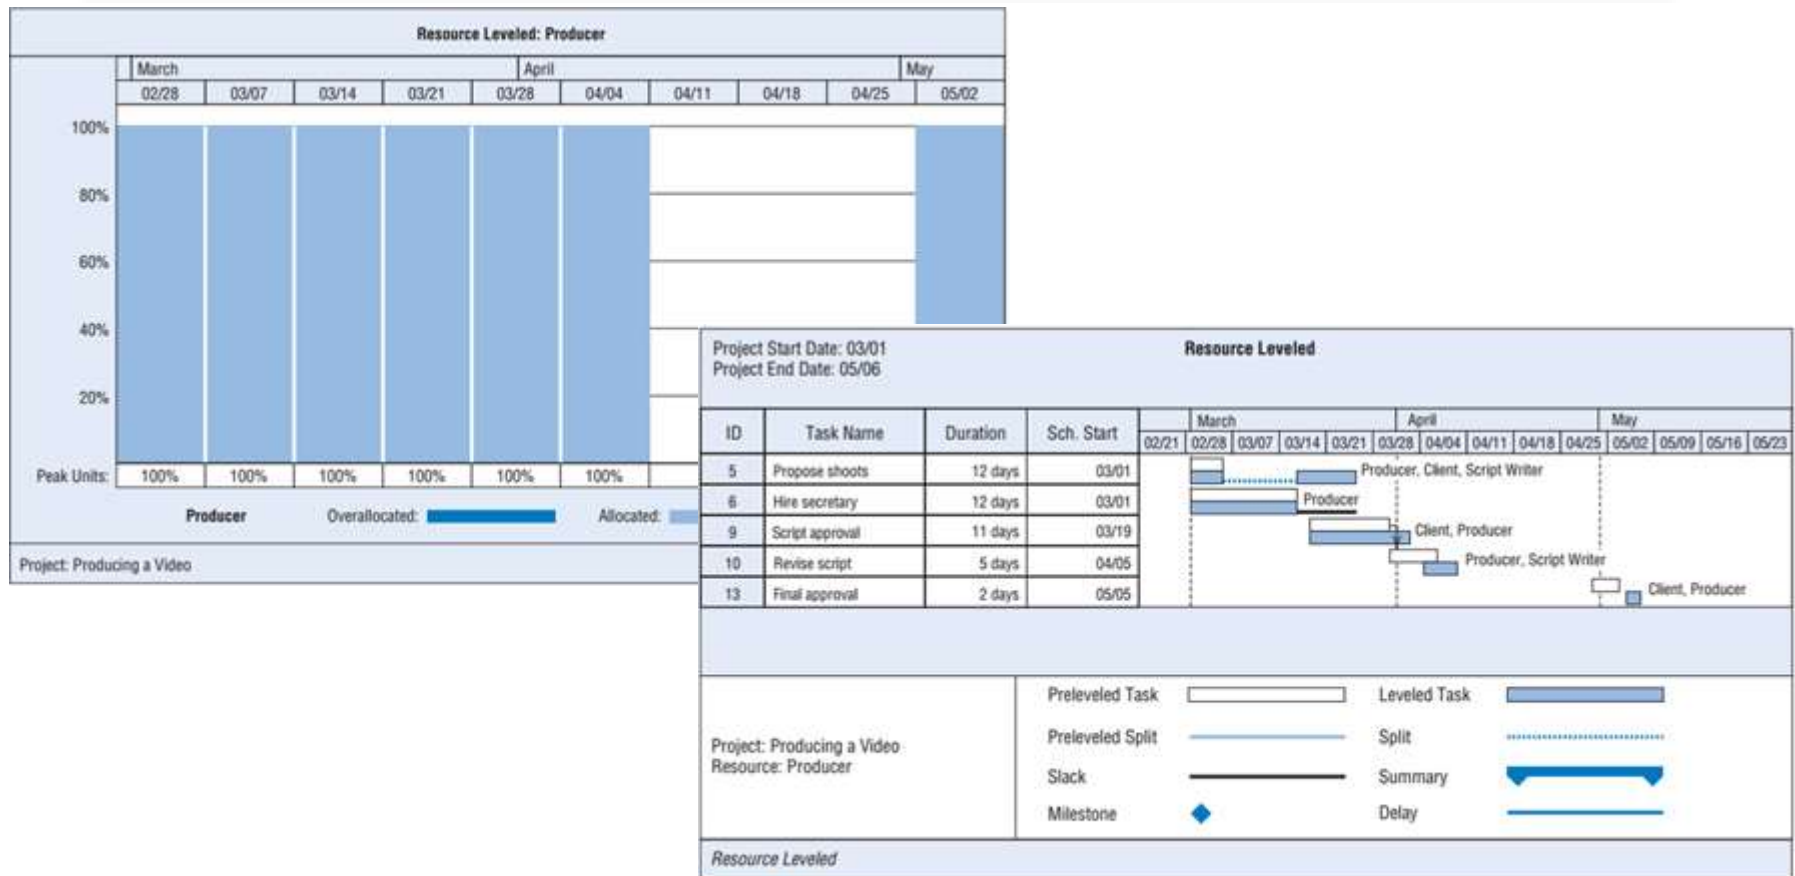 Resource Leveled: Producer
March April May
02/28 03/07 03/14 03/21 03/28 04/04 04/11 04/18 04/25 05/02
100%
80%
60%
40%
20%
Peak Units: 100% 100% 100% 100% 100% 100%
Producer Overallocated: Allocated:
Project: Producing a Video
Project Start Date: 03/01 Resource Leveled
Project End Date: 05/06
ID Task Name Duration Sch. Start March April May
02/21 02/28 03/07 03/14 03/21 03/28 04/04 04/11 04/18 04/25 05/02 05/09 05/16 05/23
5 Propose shoots 12 days 03/01 Producer, Client, Script Writer
6 Hire secretary 12 days 03/01 Producer
9 Script approval 11 days 03/19 Client, Producer
10 Revise script 5 days 04/05 Producer, Script Writer
13 Final approval 2 days 05/05 Client, Producer
Project: Producing a Video
Resource: Producer
Preleveled Task Leveled Task
Preleveled Split Split
Slack Summary
Milestone Delay
Resource Leveled